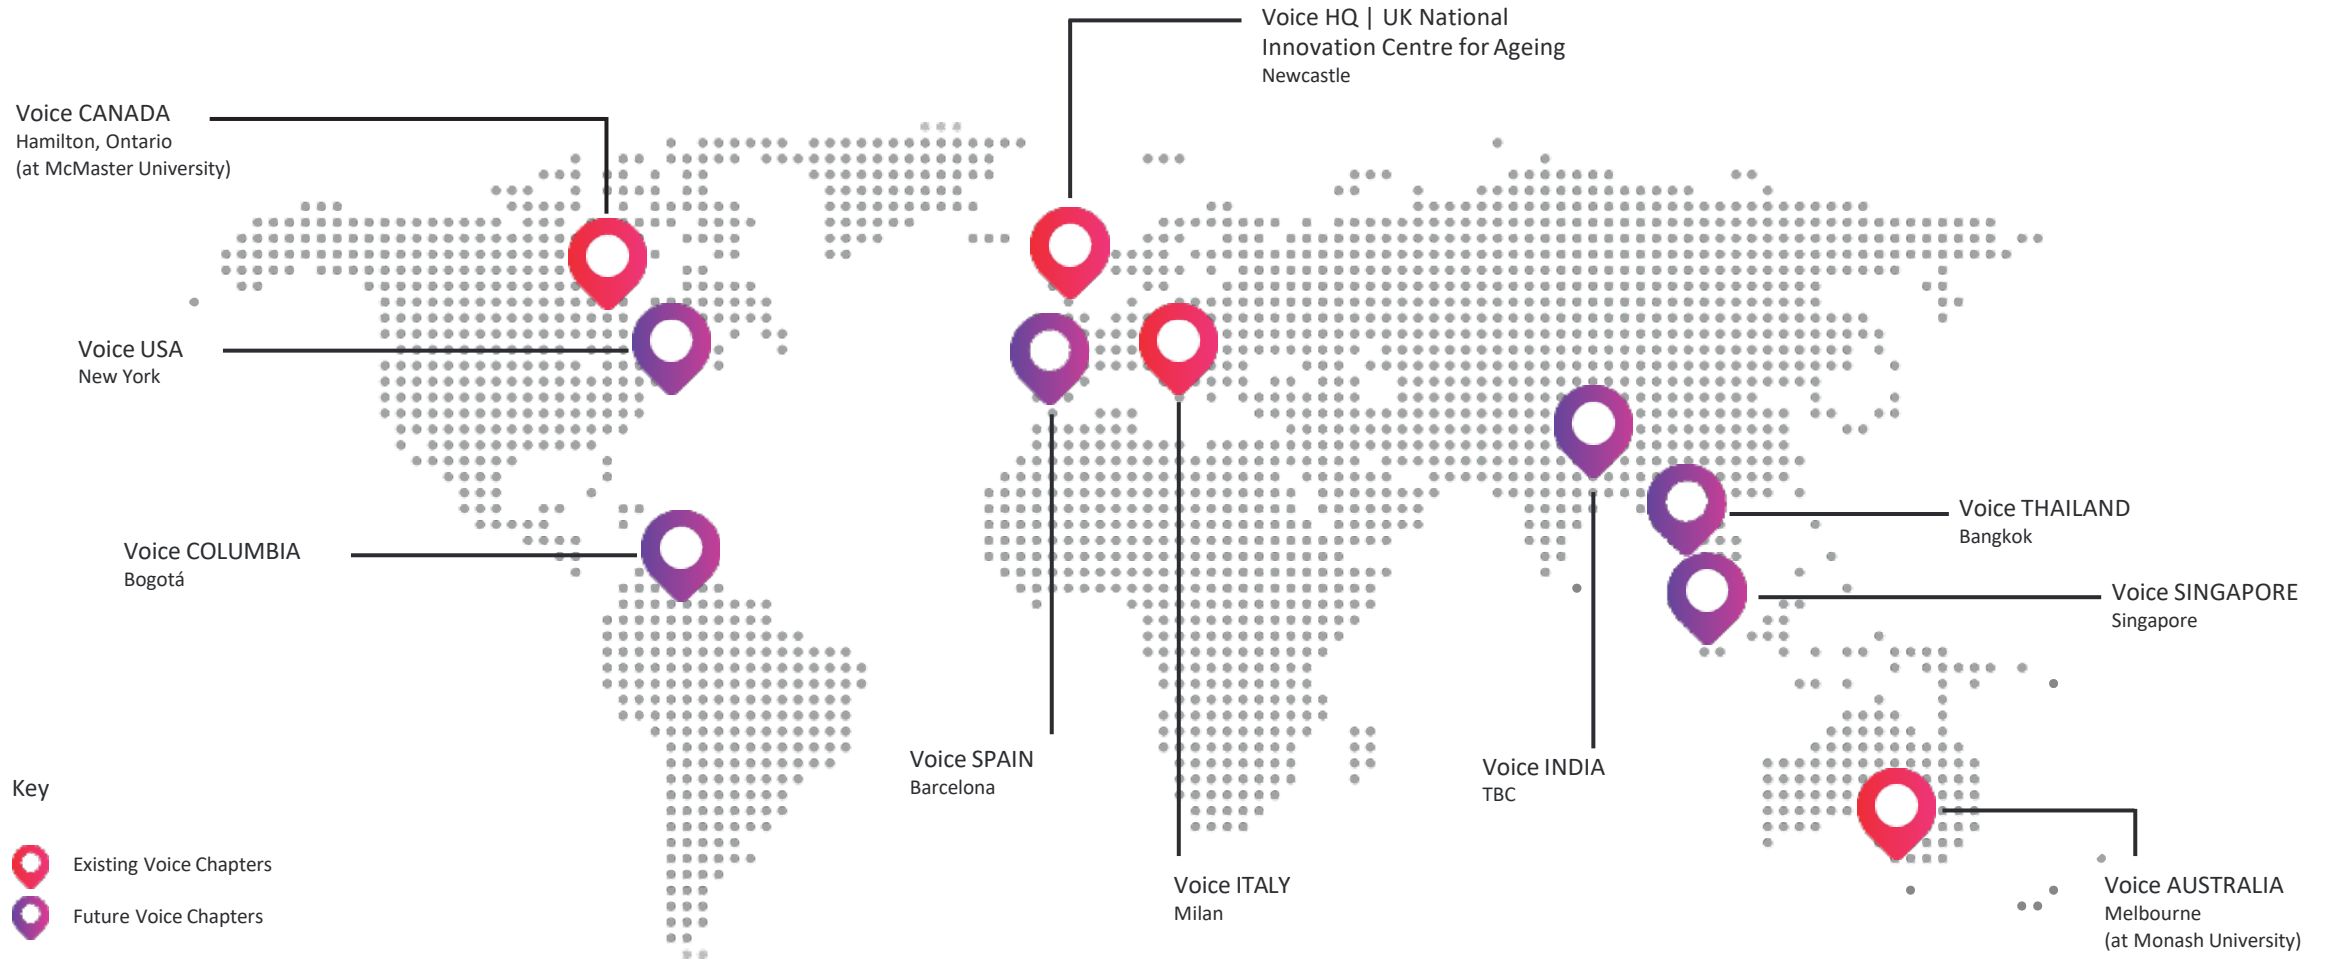 Voice HQ | UK National
Innovation Centre for Ageing
Newcastle
Voice CANADA
Hamilton, Ontario
(at McMaster University)
Voice USA
New York
Voice COLUMBIA
Bogotá
Voice THAILAND
Bangkok
Voice SINGAPORE
Singapore
Voice SPAIN
Barcelona
Voice INDIA
TBC
Voice ITALY
Milan
Voice AUSTRALIA
Melbourne
(at Monash University)
Key
Existing Voice Chapters
Future Voice Chapters